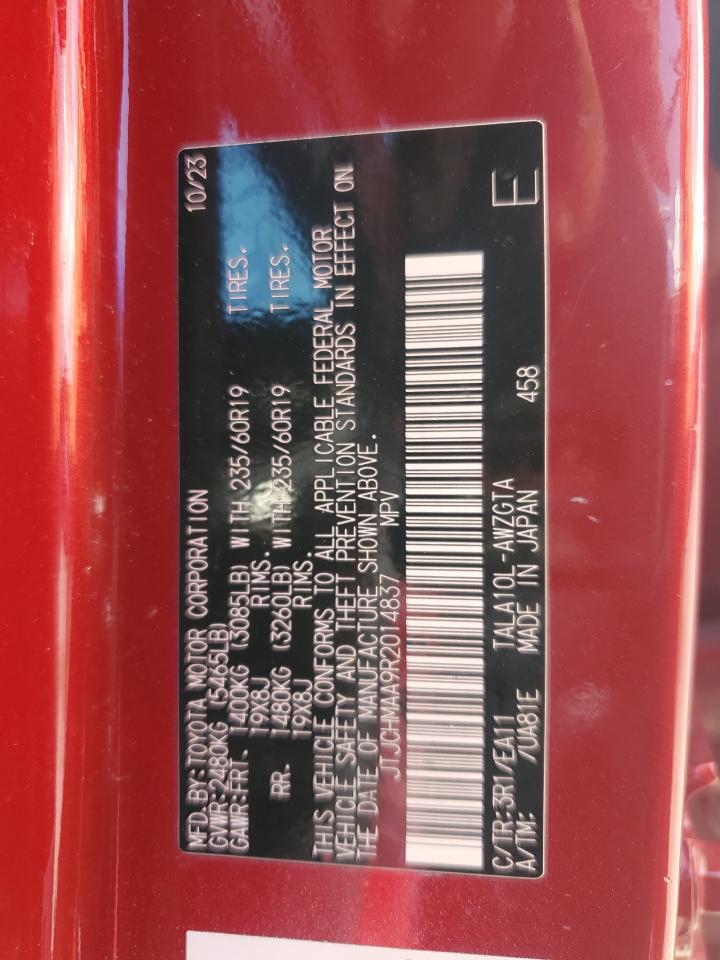 MFD. BY: TOYOTA MOTOR CORPORATION 10/23
GVWR: 2480KG (5465LB)
GAWR: FRT. 1400KG (3085LB) WITH 235/60R19 TIRES.
19X8J RIMS.
RR. 1480KG (3260LB) WITH 235/60R19 TIRES.
19X8J RIMS.
THIS VEHICLE CONFORMS TO ALL APPLICABLE FEDERAL MOTOR
VEHICLE SAFETY AND THEFT PREVENTION STANDARDS IN EFFECT ON
THE DATE OF MANUFACTURE SHOWN ABOVE.
JTJCHMAA9R2014837 MPV
C/TR: 3R1/EA11 TALA10L-AWZGTA E
A/TM: /UA81E MADE IN JAPAN 458